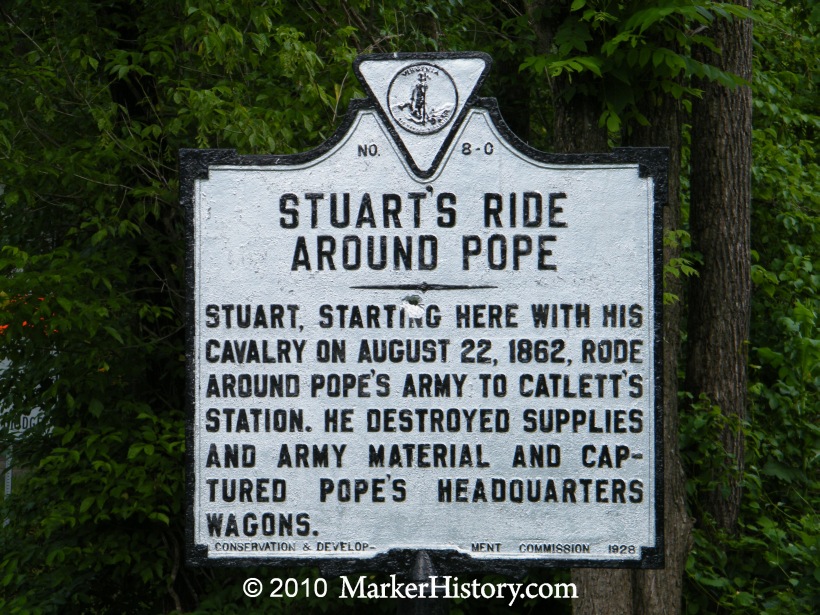 VIRGINIA
NO. 8-C
STUART'S RIDE
AROUND POPE
STUART, STARTING HERE WITH HIS
CAVALRY ON AUGUST 22, 1862, RODE
AROUND POPE'S ARMY TO CATLETT'S
STATION. HE DESTROYED SUPPLIES
AND ARMY MATERIAL AND CAP-
TURED POPE'S HEADQUARTERS
WAGONS.
CONSERVATION & DEVELOP- MENT COMMISSION 1928
© 2010 MarkerHistory.com